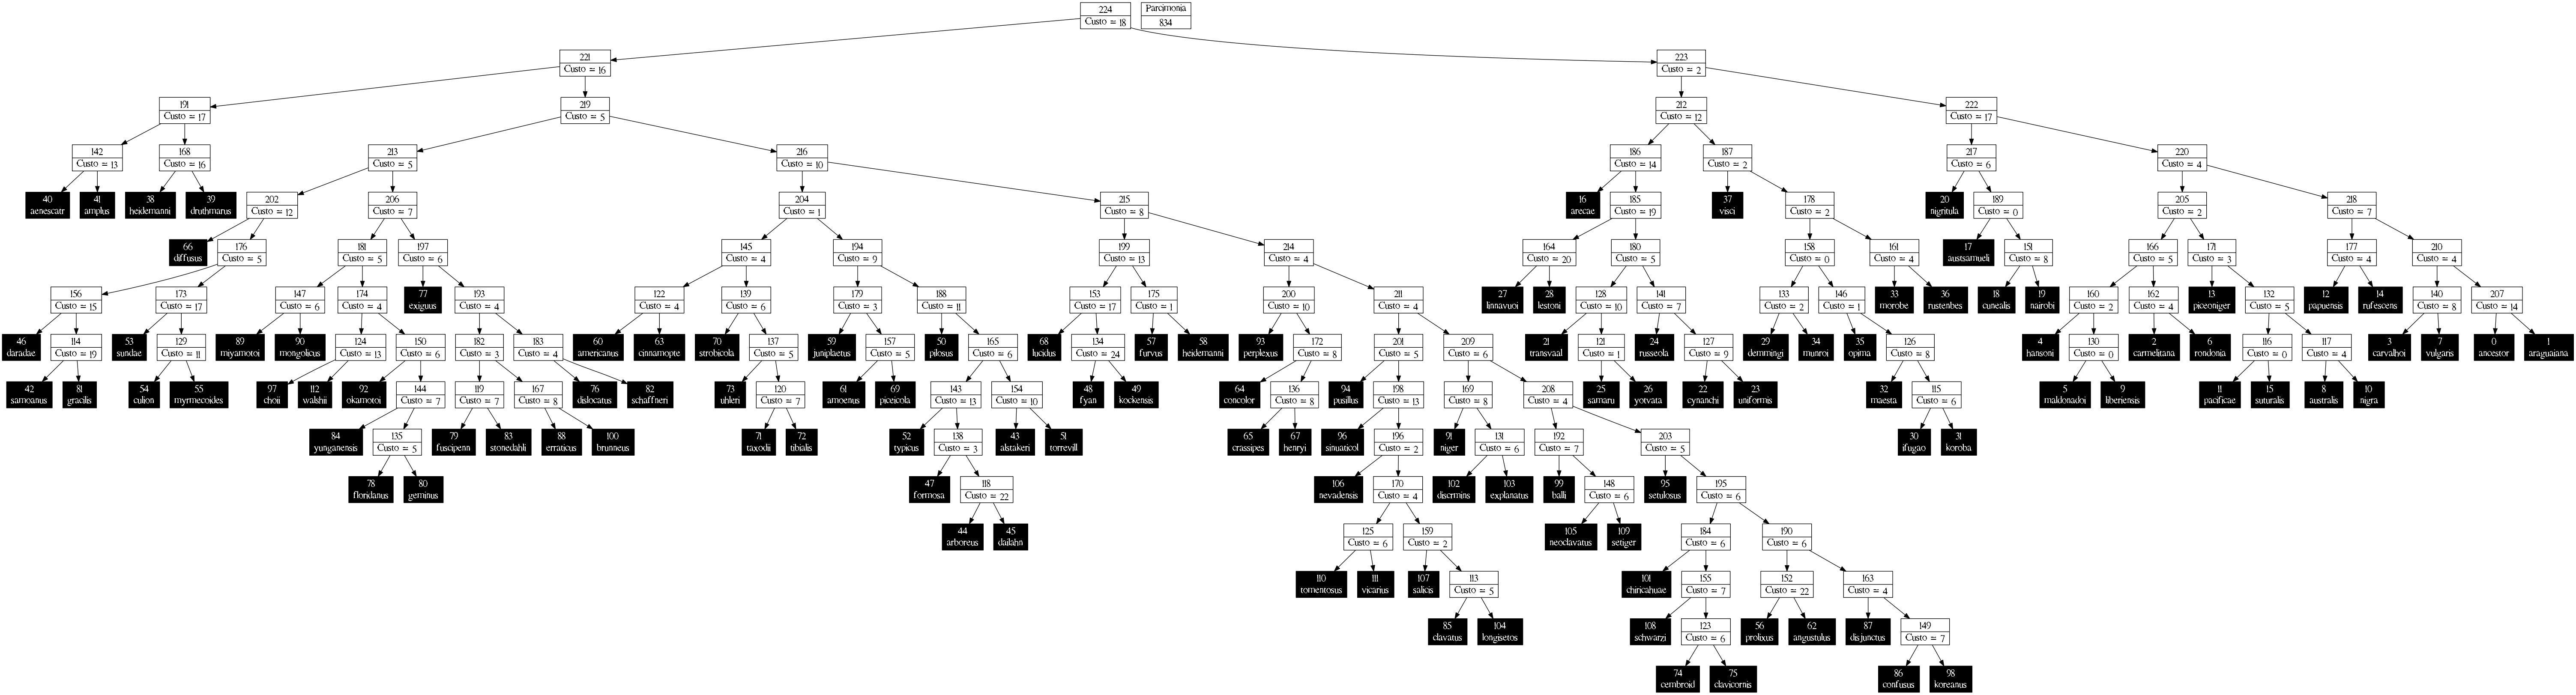 224
Custo = 18
Parcimonia
834
221
Custo = 16
223
Custo = 2
191
Custo = 17
219
Custo = 5
212
Custo = 12
222
Custo = 17
142
Custo = 13
168
Custo = 16
213
Custo = 5
216
Custo = 10
186
Custo = 14
187
Custo = 2
217
Custo = 6
220
Custo = 4
40
aenescatr
41
amplus
38
heidemanni
39
druthmarus
202
Custo = 12
206
Custo = 7
204
Custo = 1
215
Custo = 8
16
arecae
185
Custo = 19
37
visci
178
Custo = 2
20
nigritula
189
Custo = 0
205
Custo = 2
218
Custo = 7
66
diffusus
176
Custo = 5
181
Custo = 5
197
Custo = 6
145
Custo = 4
194
Custo = 9
199
Custo = 13
214
Custo = 4
164
Custo = 20
180
Custo = 5
158
Custo = 0
161
Custo = 4
17
austsamueli
151
Custo = 8
166
Custo = 5
171
Custo = 3
177
Custo = 4
210
Custo = 4
156
Custo = 15
173
Custo = 17
147
Custo = 6
174
Custo = 4
77
exiguus
193
Custo = 4
122
Custo = 4
139
Custo = 6
179
Custo = 3
188
Custo = 11
153
Custo = 17
175
Custo = 1
200
Custo = 10
211
Custo = 4
27
linnavuoi
28
lestoni
128
Custo = 10
141
Custo = 7
133
Custo = 2
146
Custo = 1
33
morobe
36
rustenbes
18
cunealis
19
nairobi
160
Custo = 2
162
Custo = 4
13
piceoniger
132
Custo = 5
12
papuensis
14
rufescens
140
Custo = 8
207
Custo = 14
46
daradae
114
Custo = 19
53
sundae
129
Custo = 11
89
miyamotoi
90
mongolicus
124
Custo = 13
150
Custo = 6
182
Custo = 3
183
Custo = 4
60
americanus
63
cinnamopte
70
strobicola
137
Custo = 5
59
juniplaetus
157
Custo = 5
50
pilosus
165
Custo = 6
68
lucidus
134
Custo = 24
57
furvus
58
heidemanni
93
perplexus
172
Custo = 8
201
Custo = 5
209
Custo = 6
21
transvaal
121
Custo = 1
24
russeola
127
Custo = 9
29
demmingi
34
munroi
35
opima
126
Custo = 8
4
hansoni
130
Custo = 0
2
carmelitana
6
rondonia
116
Custo = 0
117
Custo = 4
3
carvalhoi
7
vulgaris
0
ancestor
1
araguaiana
42
samoanus
81
gracilis
54
culion
55
myrmecoides
97
choii
112
walshii
92
okamotoi
144
Custo = 7
119
Custo = 7
167
Custo = 8
76
dislocatus
82
schaffneri
73
uhleri
120
Custo = 7
61
amoenus
69
piceicola
143
Custo = 13
154
Custo = 10
48
fyan
49
kockensis
64
concolor
136
Custo = 8
94
pusillus
198
Custo = 13
169
Custo = 8
208
Custo = 4
25
samaru
26
yotvata
22
cynanchi
23
uniformis
32
maesta
115
Custo = 6
5
maldonadoi
9
liberiensis
11
pacificae
15
suturalis
8
australis
10
nigra
84
yunganensis
135
Custo = 5
79
fuscipenn
83
stonedahli
88
erraticus
100
brunneus
71
taxodii
72
tibialis
52
typicus
138
Custo = 3
43
alstakeri
51
torrevill
65
crassipes
67
henryi
96
sinuaticol
196
Custo = 2
91
niger
131
Custo = 6
192
Custo = 7
203
Custo = 5
30
ifugao
31
koroba
78
floridanus
80
geminus
47
formosa
118
Custo = 22
106
nevadensis
170
Custo = 4
102
discrmins
103
explanatus
99
balli
148
Custo = 6
95
setulosus
195
Custo = 6
44
arboreus
45
dailahn
125
Custo = 6
159
Custo = 2
105
neoclavatus
109
setiger
184
Custo = 6
190
Custo = 6
110
tomentosus
111
vicarius
107
salicis
113
Custo = 5
101
chiricahuae
155
Custo = 7
152
Custo = 22
163
Custo = 4
85
clavatus
104
longisetos
108
schwarzi
123
Custo = 6
56
prolixus
62
angustulus
87
disjunctus
149
Custo = 7
74
cembroid
75
clavicornis
86
confusus
98
koreanus